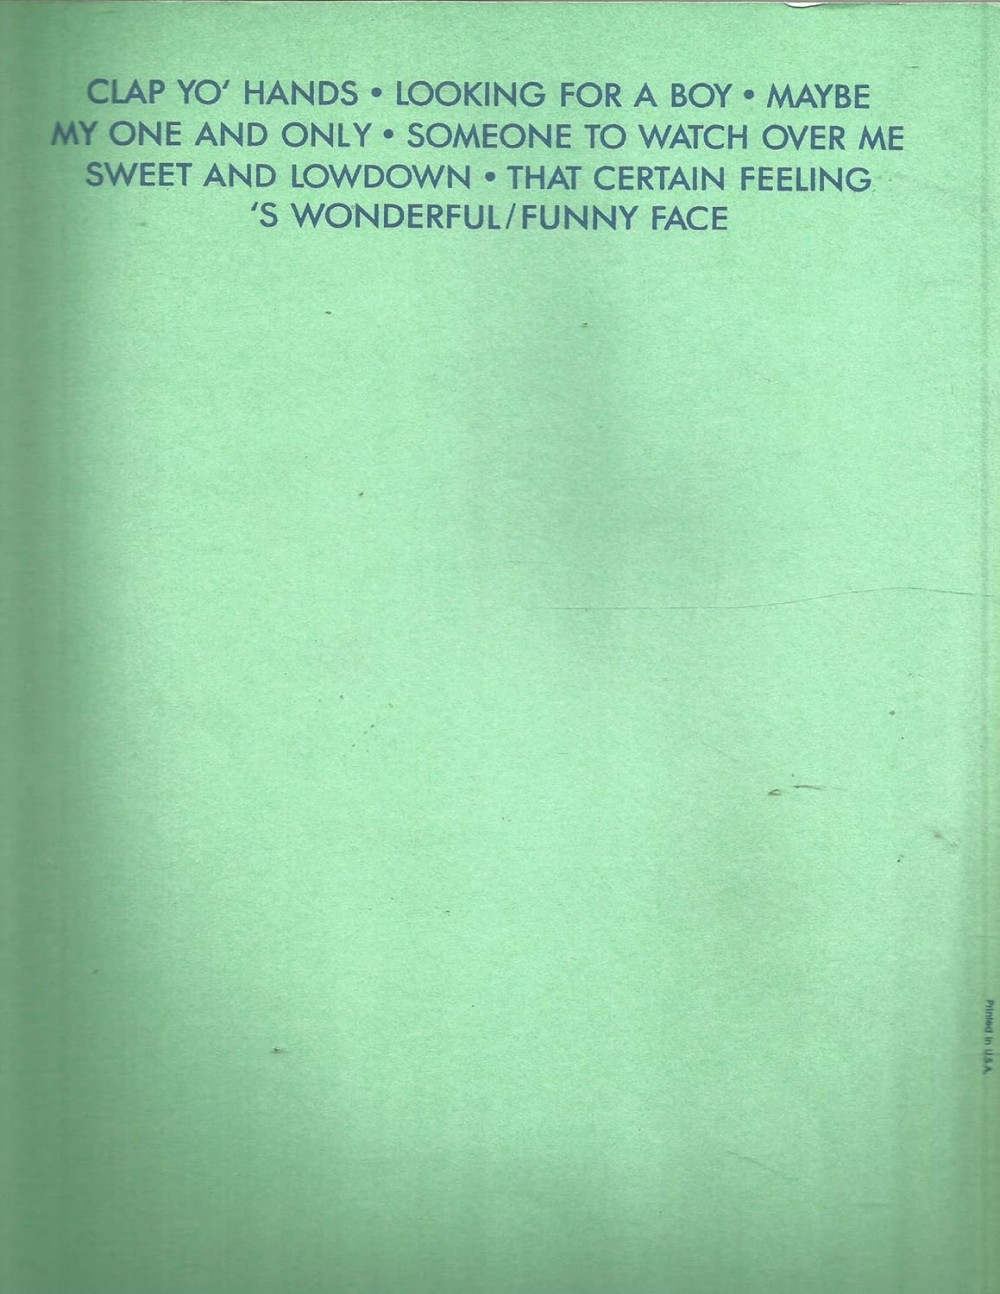 CLAP YO' HANDS • LOOKING FOR A BOY • MAYBE
MY ONE AND ONLY • SOMEONE TO WATCH OVER ME
SWEET AND LOWDOWN • THAT CERTAIN FEELING
'S WONDERFUL/FUNNY FACE
Printed in U.S.A.